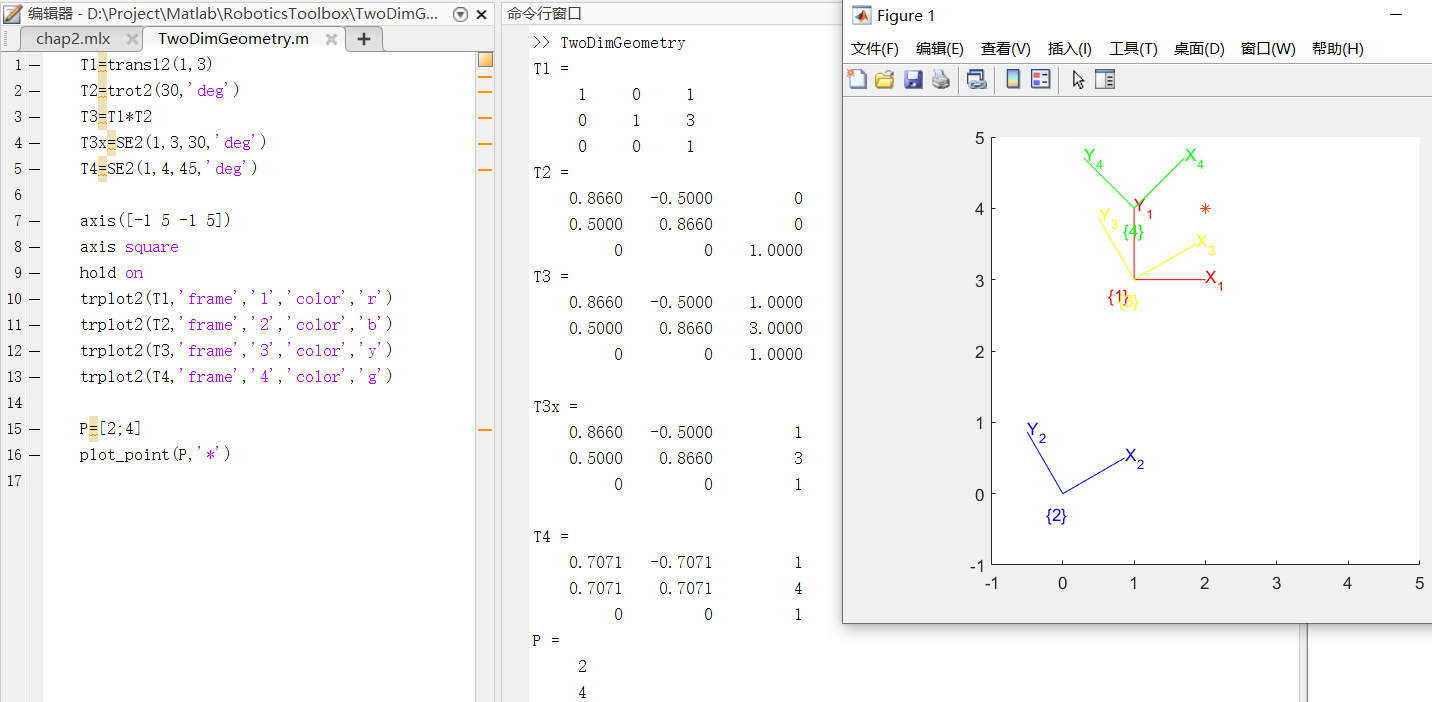 编辑器 - D:\Project\Matlab\RoboticsToolbox\TwoDimG...
chap2.mlx
TwoDimGeometry.m
1 — T1=transl2(1,3)
2 — T2=trot2(30,'deg')
3 — T3=T1*T2
4 — T3x=SE2(1,3,30,'deg')
5 — T4=SE2(1,4,45,'deg')
6
7 — axis([-1 5 -1 5])
8 — axis square
9 — hold on
10 — trplot2(T1,'frame','1','color','r')
11 — trplot2(T2,'frame','2','color','b')
12 — trplot2(T3,'frame','3','color','y')
13 — trplot2(T4,'frame','4','color','g')
14
15 — P=[2;4]
16 — plot_point(P,'*')
17
命令行窗口
>> TwoDimGeometry
T1 =
1 0 1
0 1 3
0 0 1
T2 =
0.8660 -0.5000 0
0.5000 0.8660 0
0 0 1.0000
T3 =
0.8660 -0.5000 1.0000
0.5000 0.8660 3.0000
0 0 1.0000
T3x =
0.8660 -0.5000 1
0.5000 0.8660 3
0 0 1
T4 =
0.7071 -0.7071 1
0.7071 0.7071 4
0 0 1
P =
2
4
Figure 1
文件(F) 编辑(E) 查看(V) 插入(I) 工具(T) 桌面(D) 窗口(W) 帮助(H)
5
4
3
2
1
0
-1
-1 0 1 2 3 4 5
Y4
X4
Y1
Y3
{4}
X3
X1
{1}
{3}
Y2
X2
{2}